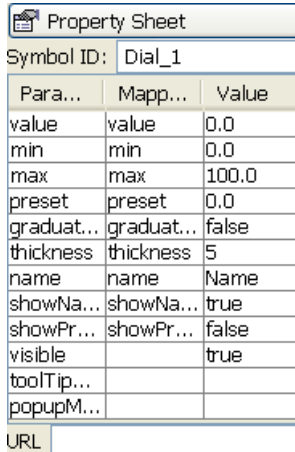 Property Sheet
Symbol ID: Dial_1
Para... Mapp... Value
value value 0.0
min min 0.0
max max 100.0
preset preset 0.0
graduat... graduat... false
thickness thickness 5
name name Name
showNa... showNa... true
showPr... showPr... false
visible true
toolTip...
popupM...
URL